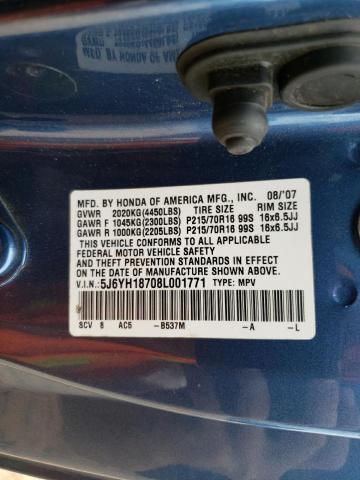 MFD. BY HONDA OF AMERICA MFG., INC. 08/'07
GVWR 2020KG(4450LBS) TIRE SIZE RIM SIZE
GAWR F 1045KG(2300LBS) P215/70R16 99S 16x6.5JJ
GAWR R 1000KG(2205LBS) P215/70R16 99S 16x6.5JJ
THIS VEHICLE CONFORMS TO ALL APPLICABLE
FEDERAL MOTOR VEHICLE SAFETY
AND THEFT PREVENTION STANDARDS IN EFFECT ON
THE DATE OF MANUFACTURE SHOWN ABOVE.
V.I.N.: 5J6YH18708L001771 TYPE: MPV
SCV 8 AC5 -B537M -A -L